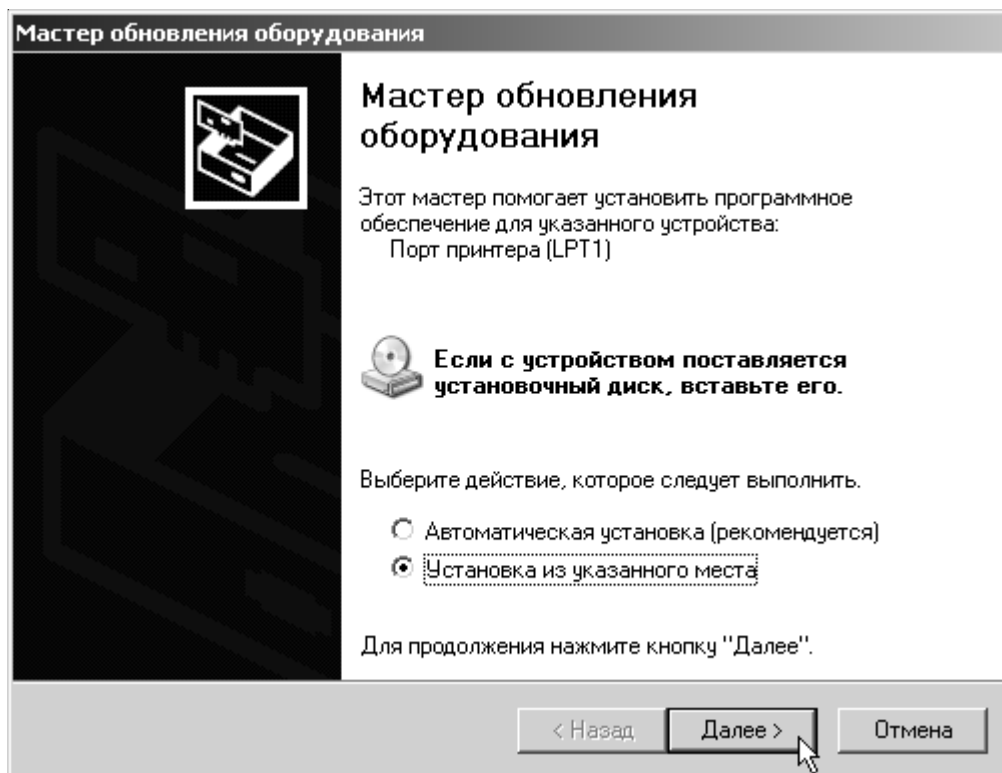 Мастер обновления оборудования
Мастер обновления
оборудования
Этот мастер помогает установить программное
обеспечение для указанного устройства:
Порт принтера (LPT1)
Если с устройством поставляется
установочный диск, вставьте его.
Выберите действие, которое следует выполнить.
Автоматическая установка (рекомендуется)
Установка из указанного места
Для продолжения нажмите кнопку "Далее".
< Назад Далее > Отмена